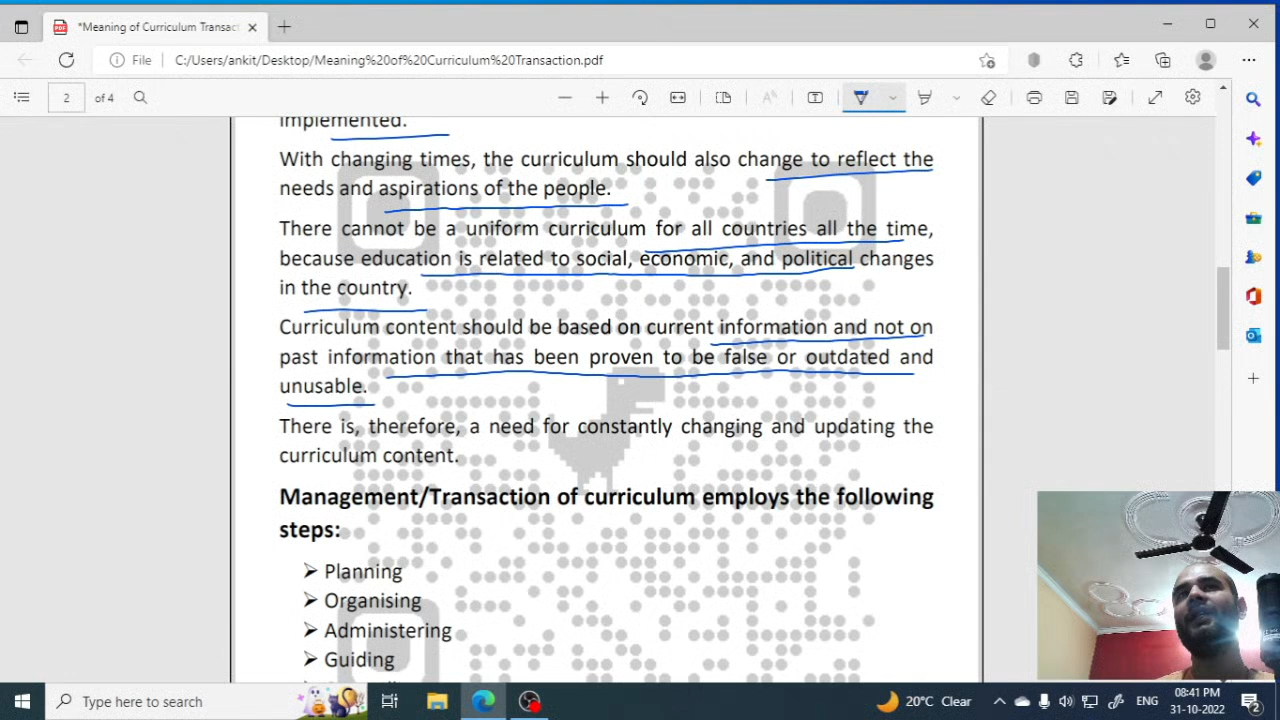 *Meaning of Curriculum Transact
File
C:/Users/ankit/Desktop/Meaning%20of%20Curriculum%20Transaction.pdf
2 of 4
implemented.
With changing times, the curriculum should also change to reflect the
needs and aspirations of the people.
There cannot be a uniform curriculum for all countries all the time,
because education is related to social, economic, and political changes
in the country.
Curriculum content should be based on current information and not on
past information that has been proven to be false or outdated and
unusable.
There is, therefore, a need for constantly changing and updating the
curriculum content.
Management/Transaction of curriculum employs the following
steps:
➢ Planning
➢ Organising
➢ Administering
➢ Guiding
Type here to search
20°C Clear
ENG
08:41 PM
31-10-2022
2